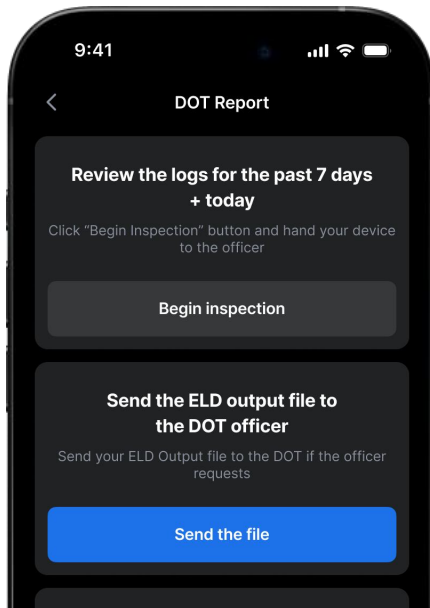 9:41
DOT Report
Review the logs for the past 7 days
+ today
Click “Begin Inspection” button and hand your device
to the officer
Begin inspection
Send the ELD output file to
the DOT officer
Send your ELD Output file to the DOT if the officer
requests
Send the file